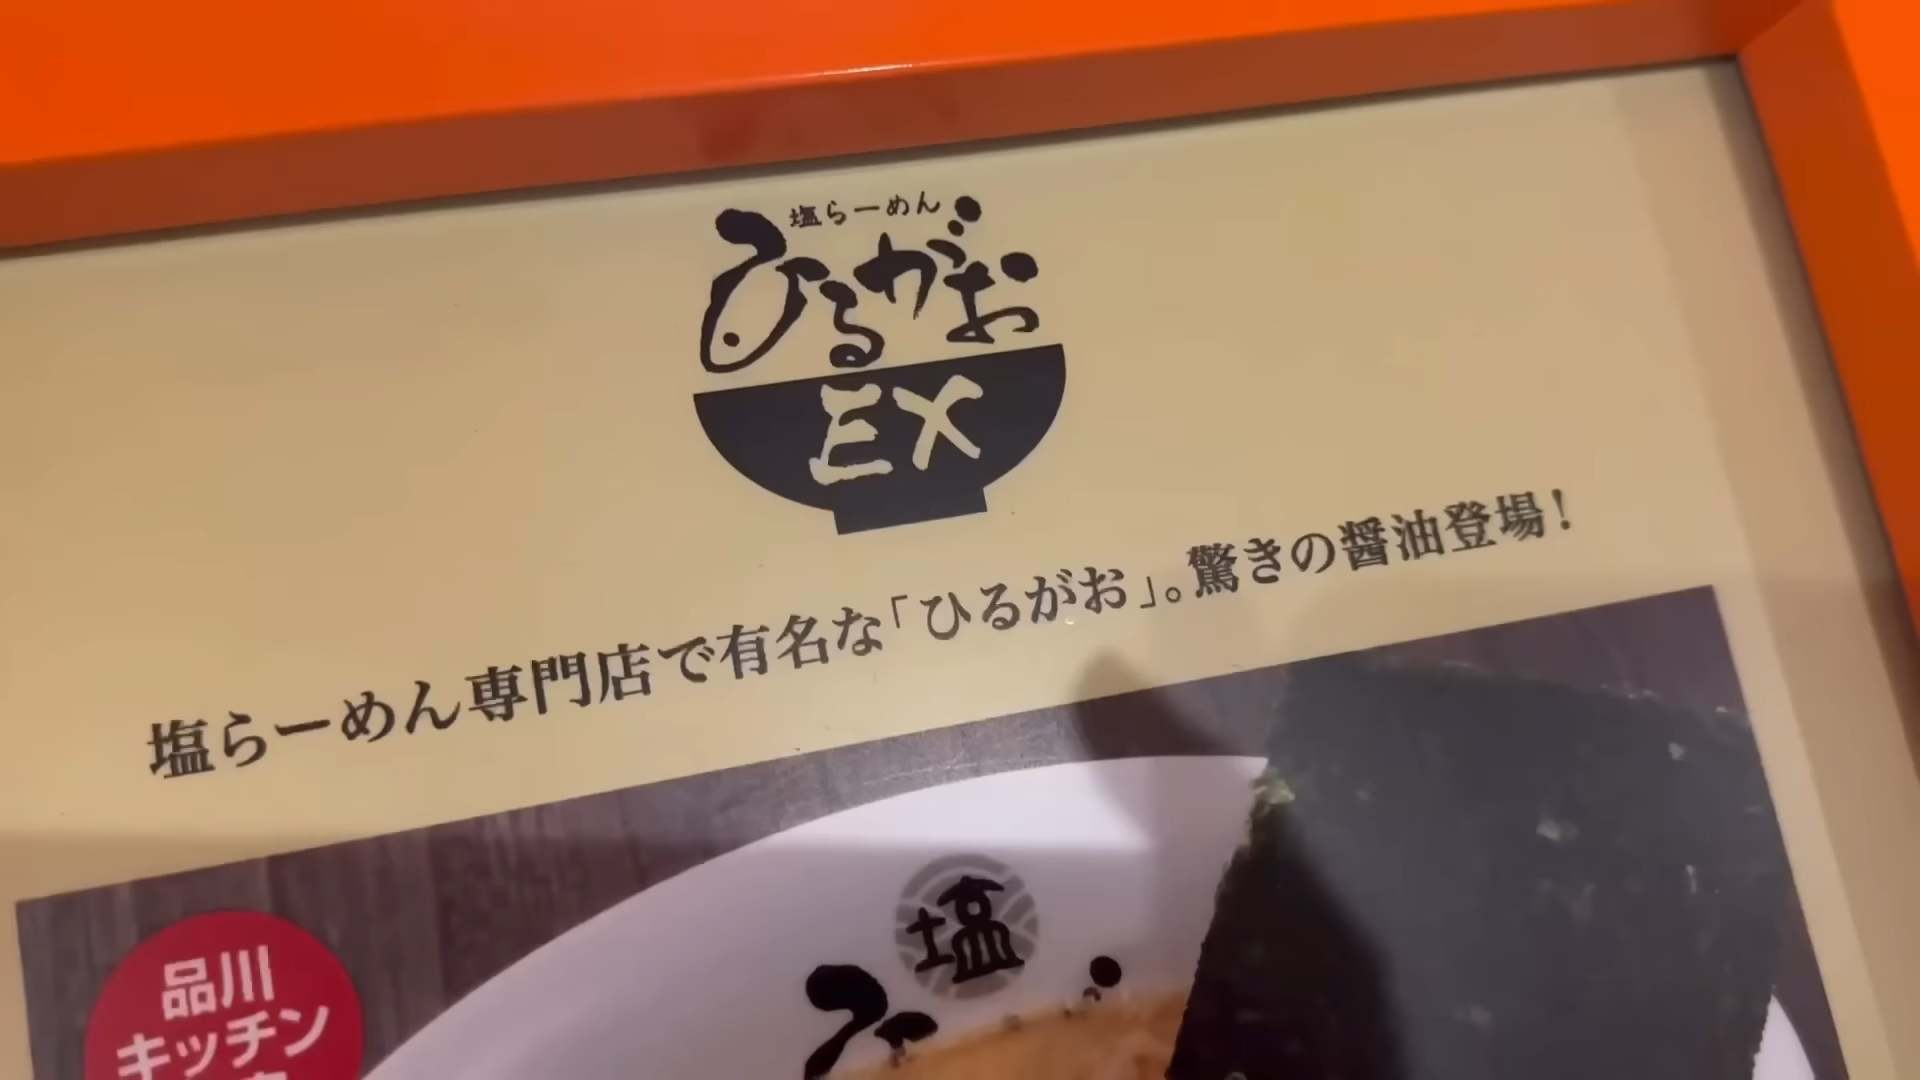 塩らーめん
ひるがお
EX
塩らーめん専門店で有名な「ひるがお」。驚きの醤油登場！
塩
品川
キッチン